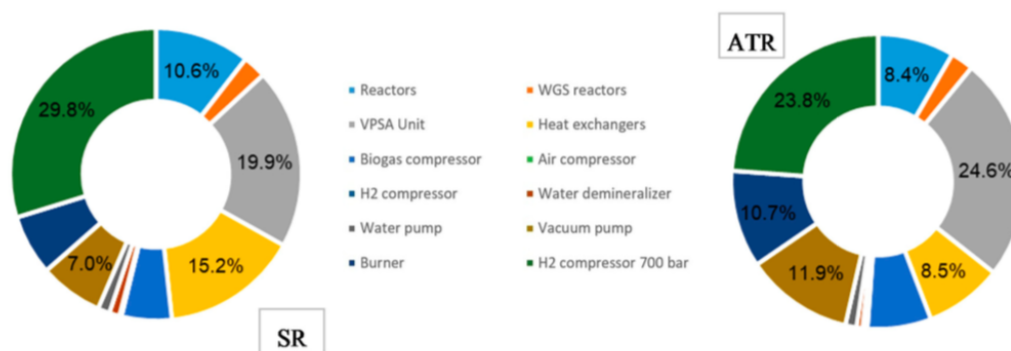 ATR
10.6%
29.8%
19.9%
15.2%
7.0%
SR
Reactors
WGS reactors
VPSA Unit
Heat exchangers
Biogas compressor
Air compressor
H2 compressor
Water demineralizer
Water pump
Vacuum pump
Burner
H2 compressor 700 bar
8.4%
23.8%
24.6%
10.7%
11.9%
8.5%